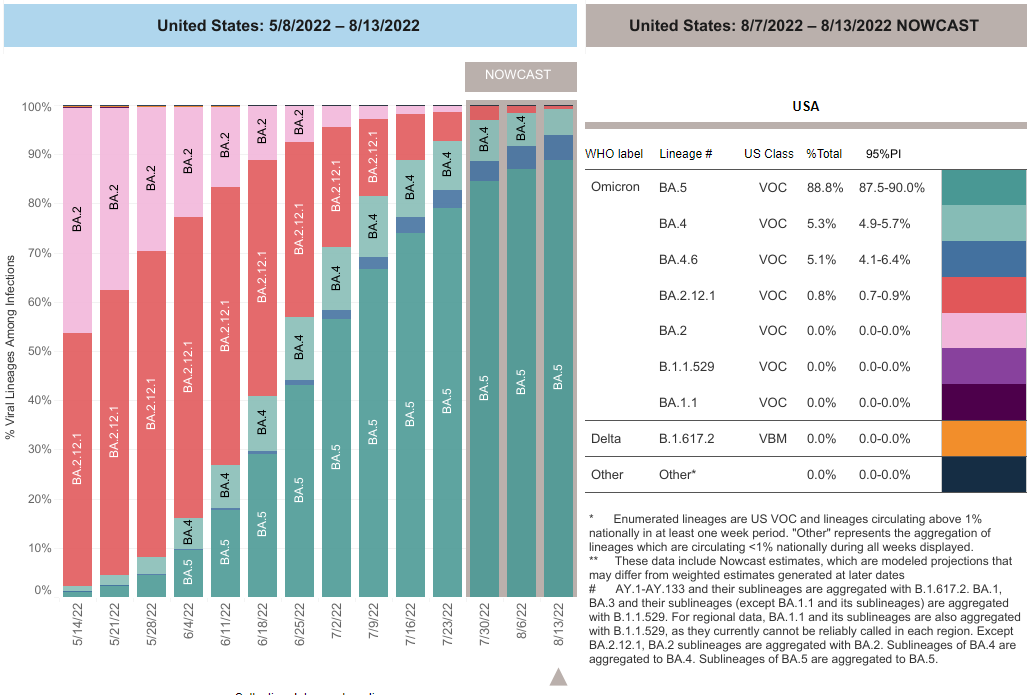 United States: 5/8/2022 – 8/13/2022
United States: 8/7/2022 – 8/13/2022 NOWCAST
NOWCAST
% Viral Lineages Among Infections
100%
90%
80%
70%
60%
50%
40%
30%
20%
10%
0%
BA.2
BA.2.12.1
BA.2
BA.2.12.1
BA.2
BA.2.12.1
BA.2
BA.2.12.1
BA.4
BA.5
BA.2
BA.2.12.1
BA.4
BA.5
BA.2
BA.2.12.1
BA.4
BA.5
BA.2
BA.2.12.1
BA.4
BA.5
BA.2.12.1
BA.4
BA.5
BA.2.12.1
BA.4
BA.5
BA.4
BA.5
BA.4
BA.5
BA.4
BA.5
BA.4
BA.5
BA.5
5/14/22
5/21/22
5/28/22
6/4/22
6/11/22
6/18/22
6/25/22
7/2/22
7/9/22
7/16/22
7/23/22
7/30/22
8/6/22
8/13/22
USA
WHO label Lineage # US Class %Total 95%PI
Omicron BA.5 VOC 88.8% 87.5-90.0%
BA.4 VOC 5.3% 4.9-5.7%
BA.4.6 VOC 5.1% 4.1-6.4%
BA.2.12.1 VOC 0.8% 0.7-0.9%
BA.2 VOC 0.0% 0.0-0.0%
B.1.1.529 VOC 0.0% 0.0-0.0%
BA.1.1 VOC 0.0% 0.0-0.0%
Delta B.1.617.2 VBM 0.0% 0.0-0.0%
Other Other* 0.0% 0.0-0.0%
* Enumerated lineages are US VOC and lineages circulating above 1%
nationally in at least one week period. "Other" represents the aggregation of
lineages which are circulating <1% nationally during all weeks displayed.
** These data include Nowcast estimates, which are modeled projections that
may differ from weighted estimates generated at later dates
# AY.1-AY.133 and their sublineages are aggregated with B.1.617.2. BA.1,
BA.3 and their sublineages (except BA.1.1 and its sublineages) are aggregated
with B.1.1.529. For regional data, BA.1.1 and its sublineages are also aggregated
with B.1.1.529, as they currently cannot be reliably called in each region. Except
BA.2.12.1, BA.2 sublineages are aggregated with BA.2. Sublineages of BA.4 are
aggregated to BA.4. Sublineages of BA.5 are aggregated to BA.5.